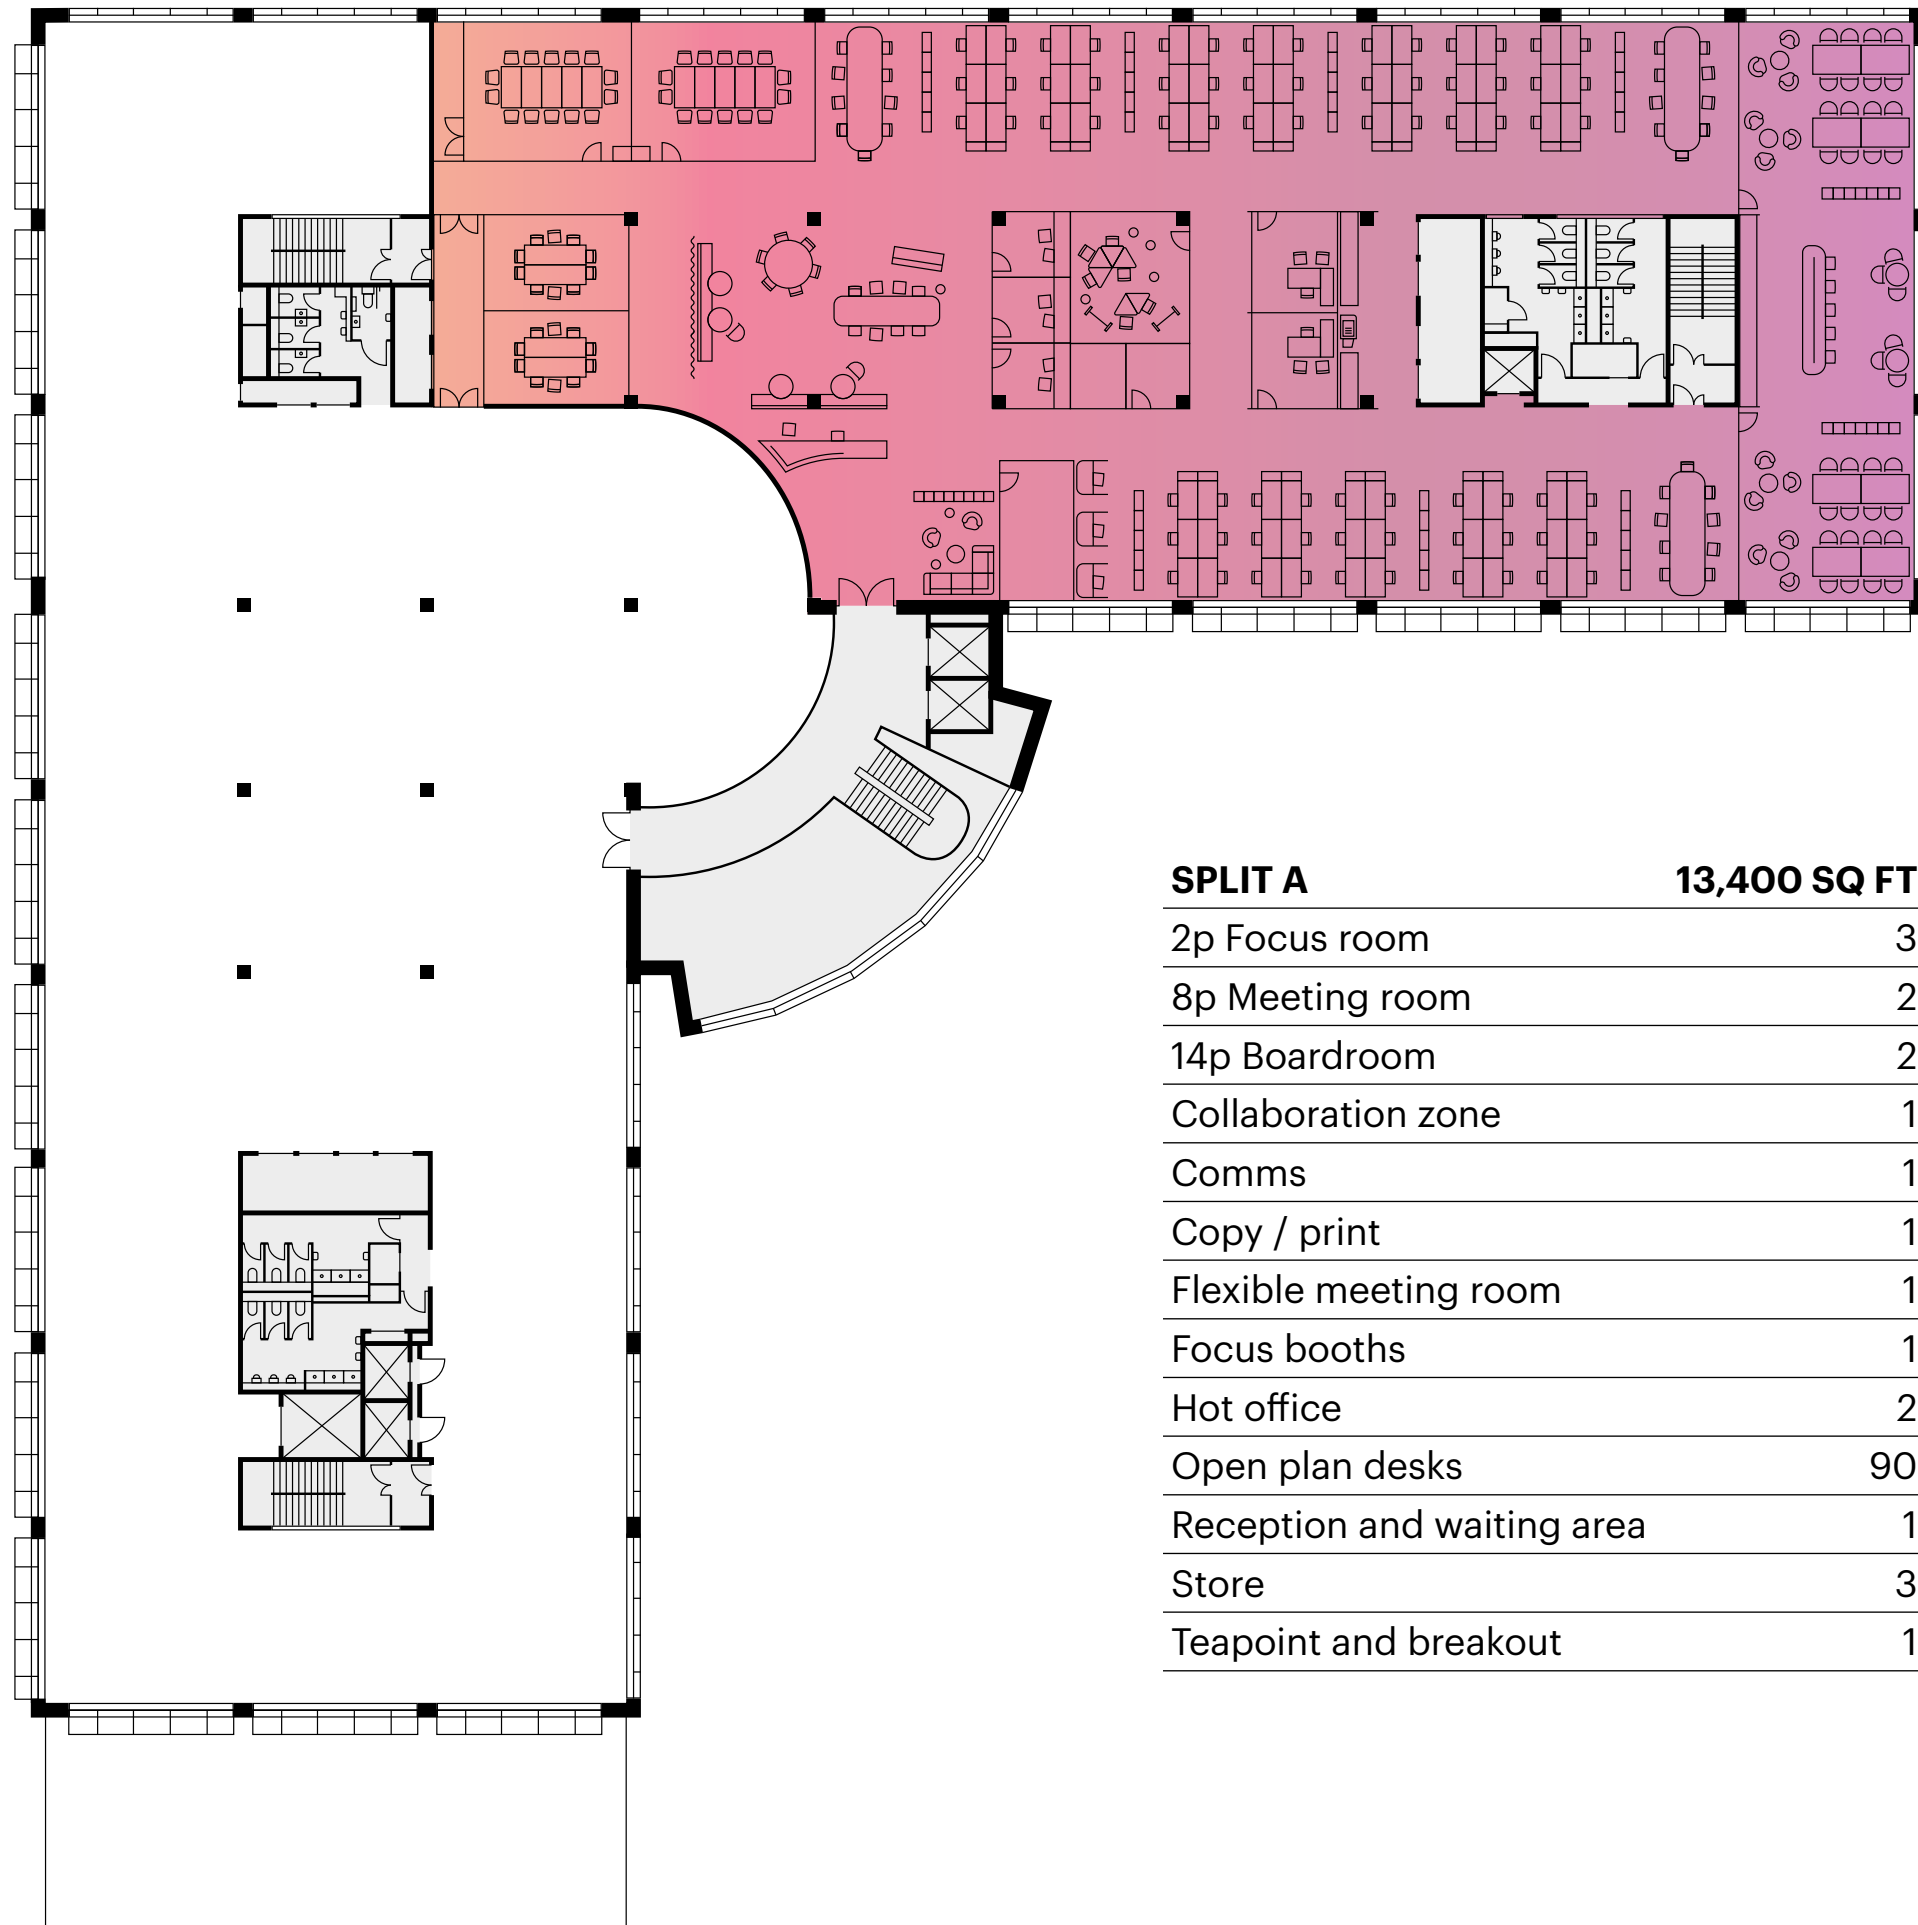 SPLIT A 13,400 SQ FT
2p Focus room 3
8p Meeting room 2
14p Boardroom 2
Collaboration zone 1
Comms 1
Copy / print 1
Flexible meeting room 1
Focus booths 1
Hot office 2
Open plan desks 90
Reception and waiting area 1
Store 3
Teapoint and breakout 1